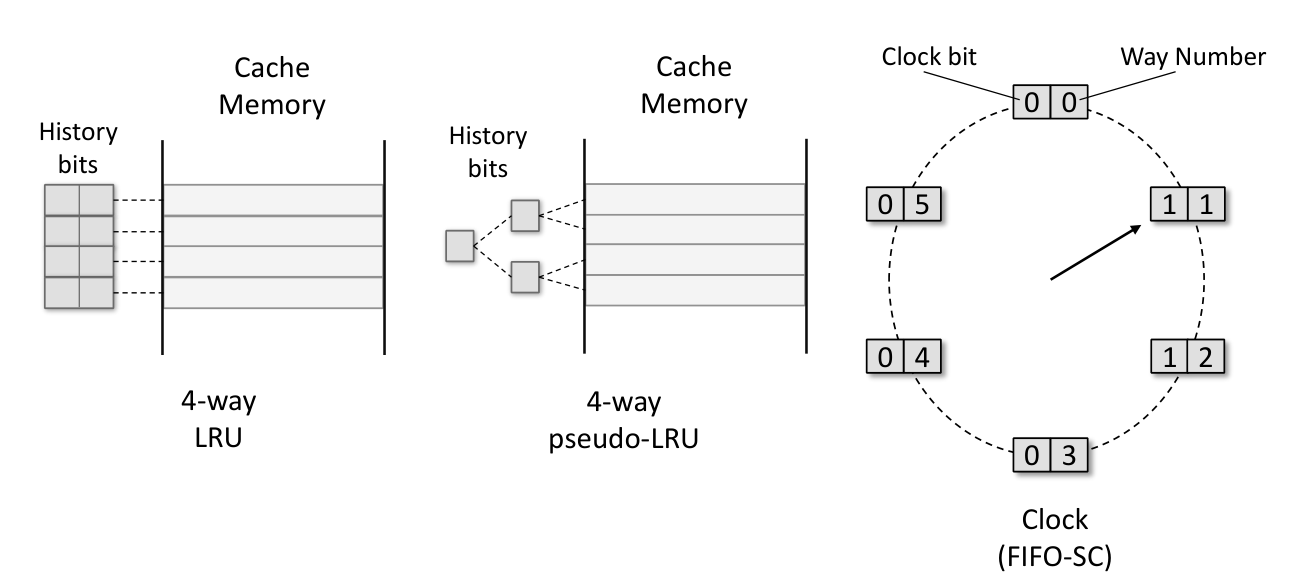 Cache
Memory
History
bits
4-way
LRU
Cache
Memory
History
bits
4-way
pseudo-LRU
Clock bit
Way Number
0 0
0 5
1 1
0 4
1 2
0 3
Clock
(FIFO-SC)